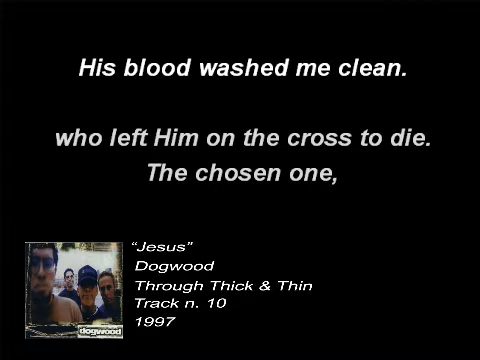 His blood washed me clean.
who left Him on the cross to die.
The chosen one,
“Jesus”
Dogwood
Through Thick & Thin
Track n. 10
1997
dogwood